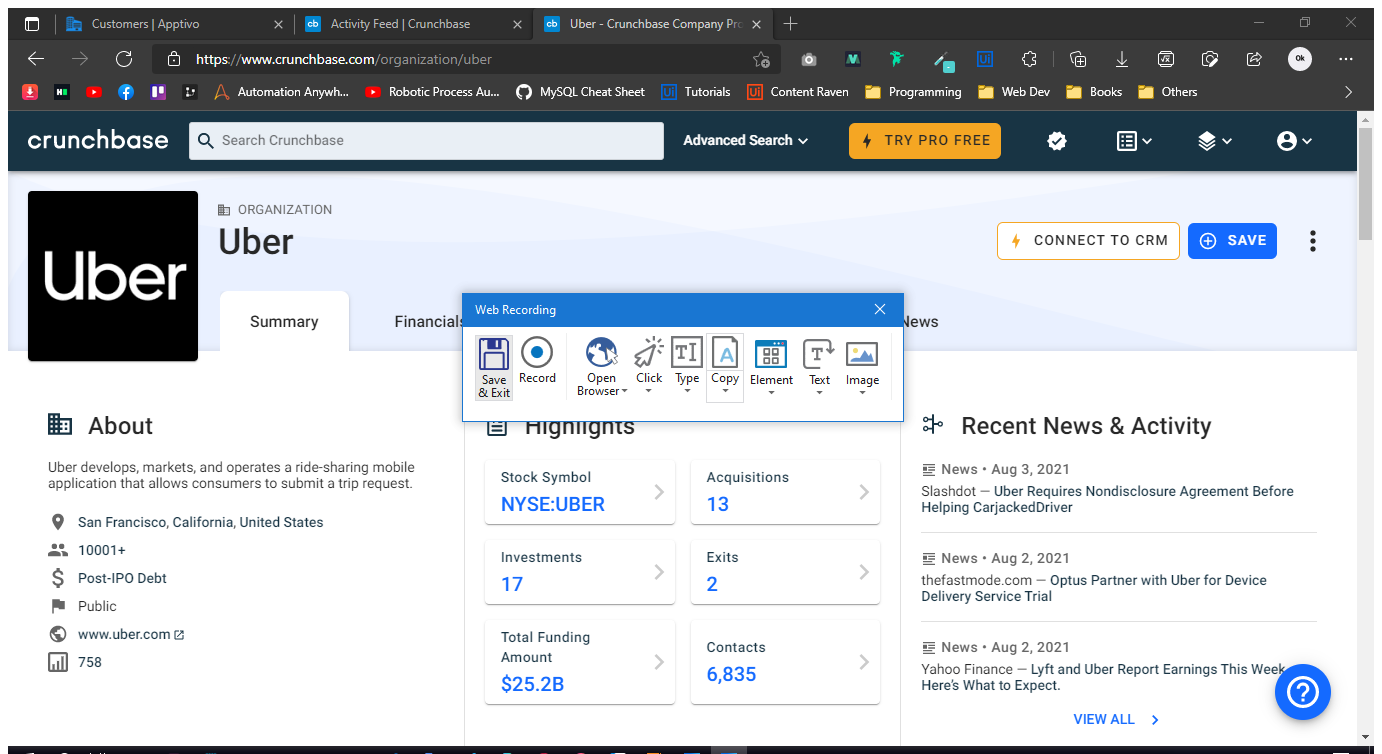 Customers | Apptivo
cb Activity Feed | Crunchbase
cb Uber - Crunchbase Company Pro
https://www.crunchbase.com/organization/uber
Ui
Ok
Automation Anywh...
Robotic Process Au...
MySQL Cheat Sheet
Ui Tutorials
Ui Content Raven
Programming
Web Dev
Books
Others
crunchbase
Search Crunchbase
Advanced Search
TRY PRO FREE
Uber
ORGANIZATION
Uber
CONNECT TO CRM
SAVE
Summary
Financials
News
Web Recording
Save & Exit
Record
Open Browser
Click
Type
Copy
Element
Text
Image
About
Uber develops, markets, and operates a ride-sharing mobile
application that allows consumers to submit a trip request.
San Francisco, California, United States
10001+
Post-IPO Debt
Public
www.uber.com
758
Highlights
Stock Symbol
NYSE:UBER
Acquisitions
13
Investments
17
Exits
2
Total Funding
Amount
$25.2B
Contacts
6,835
Recent News & Activity
News • Aug 3, 2021
Slashdot — Uber Requires Nondisclosure Agreement Before
Helping CarjackedDriver
News • Aug 2, 2021
thefastmode.com — Optus Partner with Uber for Device
Delivery Service Trial
News • Aug 2, 2021
Yahoo Finance — Lyft and Uber Report Earnings This Week.
Here's What to Expect.
VIEW ALL